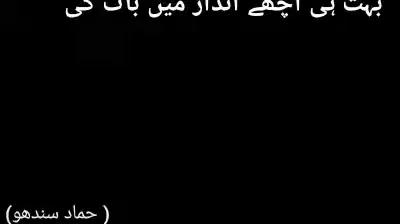 بہت ہی اچھے انداز میں بات کی
( حماد سندھو)